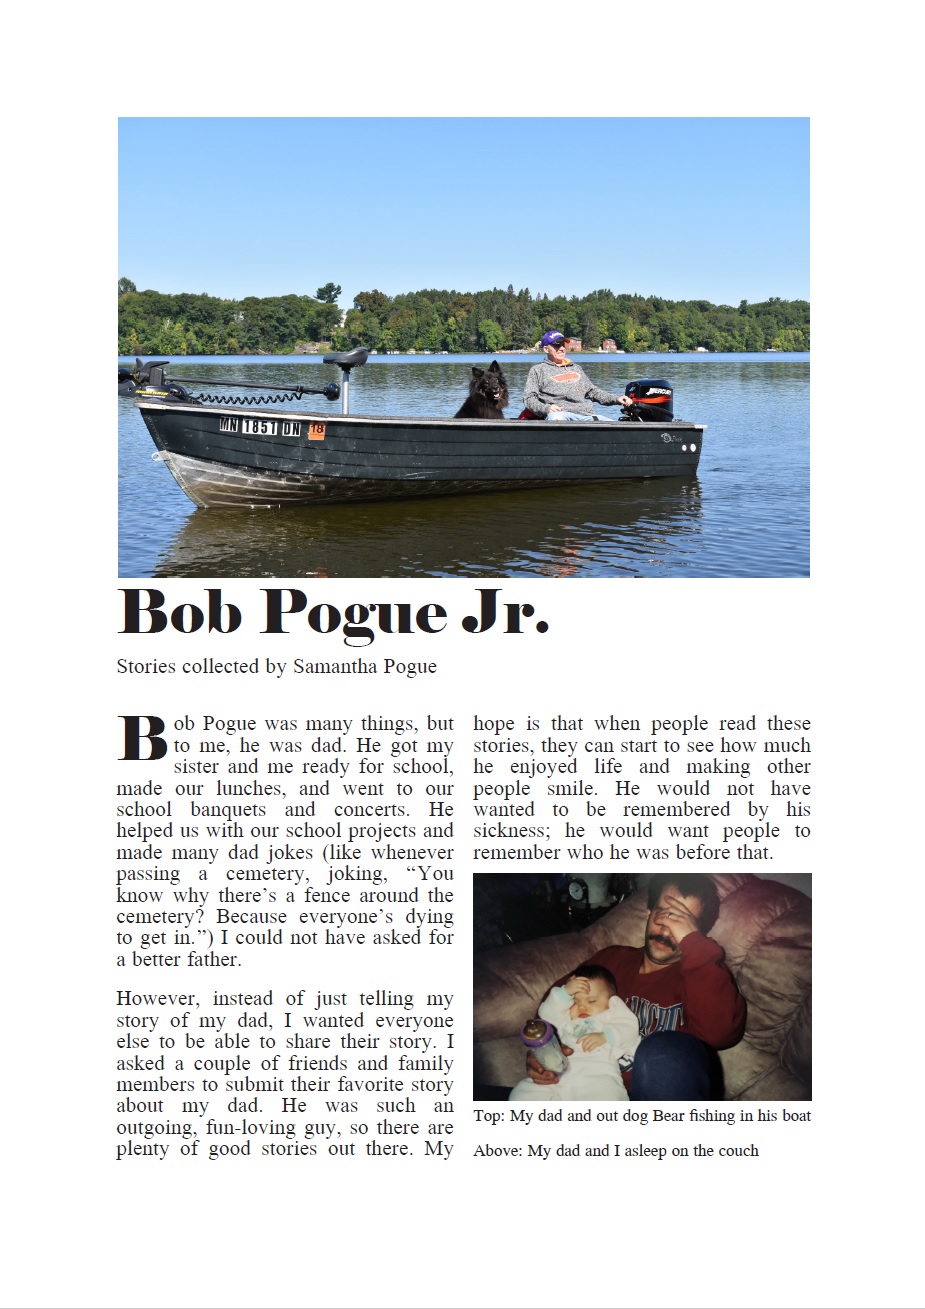 MN 1851 DN 18
MERCURY
Bob Pogue Jr.
Stories collected by Samantha Pogue
Bob Pogue was many things, but
to me, he was dad. He got my
sister and me ready for school,
made our lunches, and went to our
school banquets and concerts. He
helped us with our school projects and
made many dad jokes (like whenever
passing a cemetery, joking, “You
know why there’s a fence around the
cemetery? Because everyone’s dying
to get in.”) I could not have asked for
a better father.
However, instead of just telling my
story of my dad, I wanted everyone
else to be able to share their story. I
asked a couple of friends and family
members to submit their favorite story
about my dad. He was such an
outgoing, fun-loving guy, so there are
plenty of good stories out there. My
hope is that when people read these
stories, they can start to see how much
he enjoyed life and making other
people smile. He would not have
wanted to be remembered by his
sickness; he would want people to
remember who he was before that.
Top: My dad and out dog Bear fishing in his boat
Above: My dad and I asleep on the couch